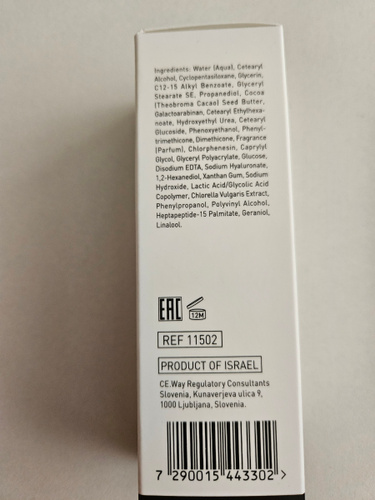 Ingredients: Water (Aqua), Cetearyl
Alcohol, Cyclopentasiloxane, Glycerin,
C12-15 Alkyl Benzoate, Glyceryl
Stearate SE, Propanediol, Cocoa
(Theobroma Cacao) Seed Butter,
Galactoarabinan, Cetearyl Ethylhexa-
noate, Hydroxyethyl Urea, Cetearyl
Glucoside, Phenoxyethanol, Phenyl-
trimethicone, Dimethicone, Fragrance
(Parfum), Chlorphenesin, Caprylyl
Glycol, Glyceryl Polyacrylate, Glucose,
Disodium EDTA, Sodium Hyaluronate,
1,2-Hexanediol, Xanthan Gum, Sodium
Hydroxide, Lactic Acid/Glycolic Acid
Copolymer, Chlorella Vulgaris Extract,
Phenylpropanol, Polyvinyl Alcohol,
Heptapeptide-15 Palmitate, Geraniol,
Linalool.
EAC 12M
REF 11502
PRODUCT OF ISRAEL
CE.Way Regulatory Consultants
Slovenia, Kunaverjeva ulica 9,
1000 Ljubljana, Slovenia.
7 290015 443302 >